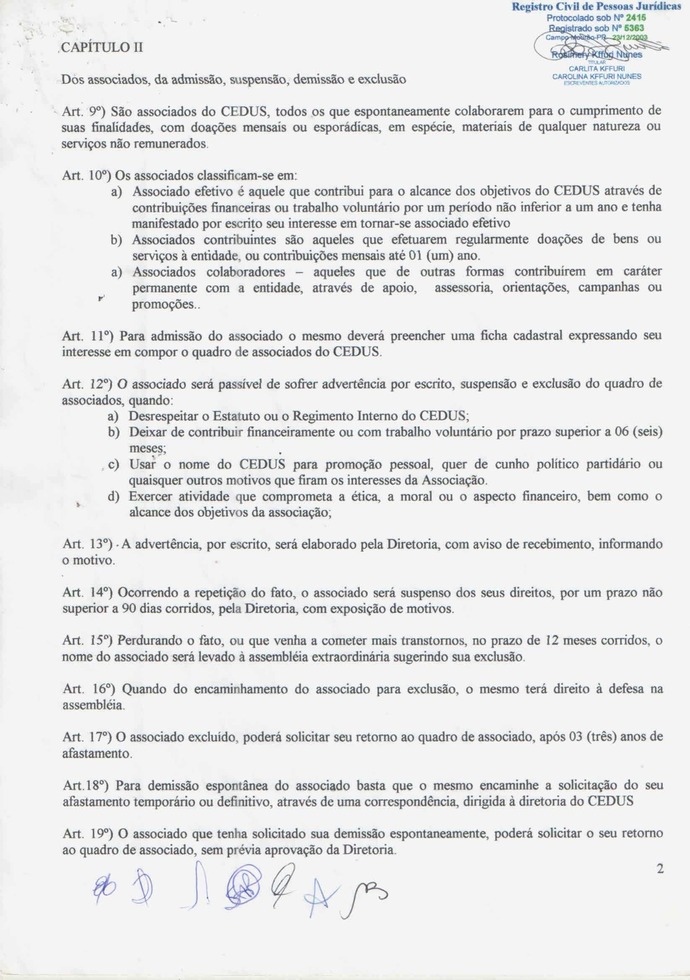 Registro Civil de Pessoas Jurídicas
Protocolado sob Nº 2416
Registrado sob Nº 5363
Campo Mourão-PR 23/12/2003
Rosimery Kffuri Nunes
TITULAR
CARLITA KFFURI
CAROLINA KFFURI NUNES
ESCREVENTES AUTORIZADOS
CAPÍTULO II
Dos associados, da admissão, suspensão, demissão e exclusão
Art. 9º) São associados do CEDUS, todos os que espontaneamente colaborarem para o cumprimento de
suas finalidades, com doações mensais ou esporádicas, em espécie, materiais de qualquer natureza ou
serviços não remunerados.
Art. 10º) Os associados classificam-se em:
a) Associado efetivo é aquele que contribui para o alcance dos objetivos do CEDUS através de
contribuições financeiras ou trabalho voluntário por um período não inferior a um ano e tenha
manifestado por escrito seu interesse em tornar-se associado efetivo
b) Associados contribuintes são aqueles que efetuarem regularmente doações de bens ou
serviços à entidade, ou contribuições mensais até 01 (um) ano.
a) Associados colaboradores – aqueles que de outras formas contribuírem em caráter
permanente com a entidade, através de apoio, assessoria, orientações, campanhas ou
promoções..
Art. 11º) Para admissão do associado o mesmo deverá preencher uma ficha cadastral expressando seu
interesse em compor o quadro de associados do CEDUS.
Art. 12º) O associado será passível de sofrer advertência por escrito, suspensão e exclusão do quadro de
associados, quando:
a) Desrespeitar o Estatuto ou o Regimento Interno do CEDUS;
b) Deixar de contribuir financeiramente ou com trabalho voluntário por prazo superior a 06 (seis)
meses;
c) Usar o nome do CEDUS para promoção pessoal, quer de cunho político partidário ou
quaisquer outros motivos que firam os interesses da Associação.
d) Exercer atividade que comprometa a ética, a moral ou o aspecto financeiro, bem como o
alcance dos objetivos da associação;
Art. 13º) - A advertência, por escrito, será elaborado pela Diretoria, com aviso de recebimento, informando
o motivo.
Art. 14º) Ocorrendo a repetição do fato, o associado será suspenso dos seus direitos, por um prazo não
superior a 90 dias corridos, pela Diretoria, com exposição de motivos.
Art. 15º) Perdurando o fato, ou que venha a cometer mais transtornos, no prazo de 12 meses corridos, o
nome do associado será levado à assembléia extraordinária sugerindo sua exclusão.
Art. 16º) Quando do encaminhamento do associado para exclusão, o mesmo terá direito à defesa na
assembléia.
Art. 17º) O associado excluido, poderá solicitar seu retorno ao quadro de associado, após 03 (três) anos de
afastamento.
Art.18º) Para demissão espontânea do associado basta que o mesmo encaminhe a solicitação do seu
afastamento temporário ou definitivo, através de uma correspondência, dirigida à diretoria do CEDUS
Art. 19º) O associado que tenha solicitado sua demissão espontaneamente, poderá solicitar o seu retorno
ao quadro de associado, sem prévia aprovação da Diretoria.
2